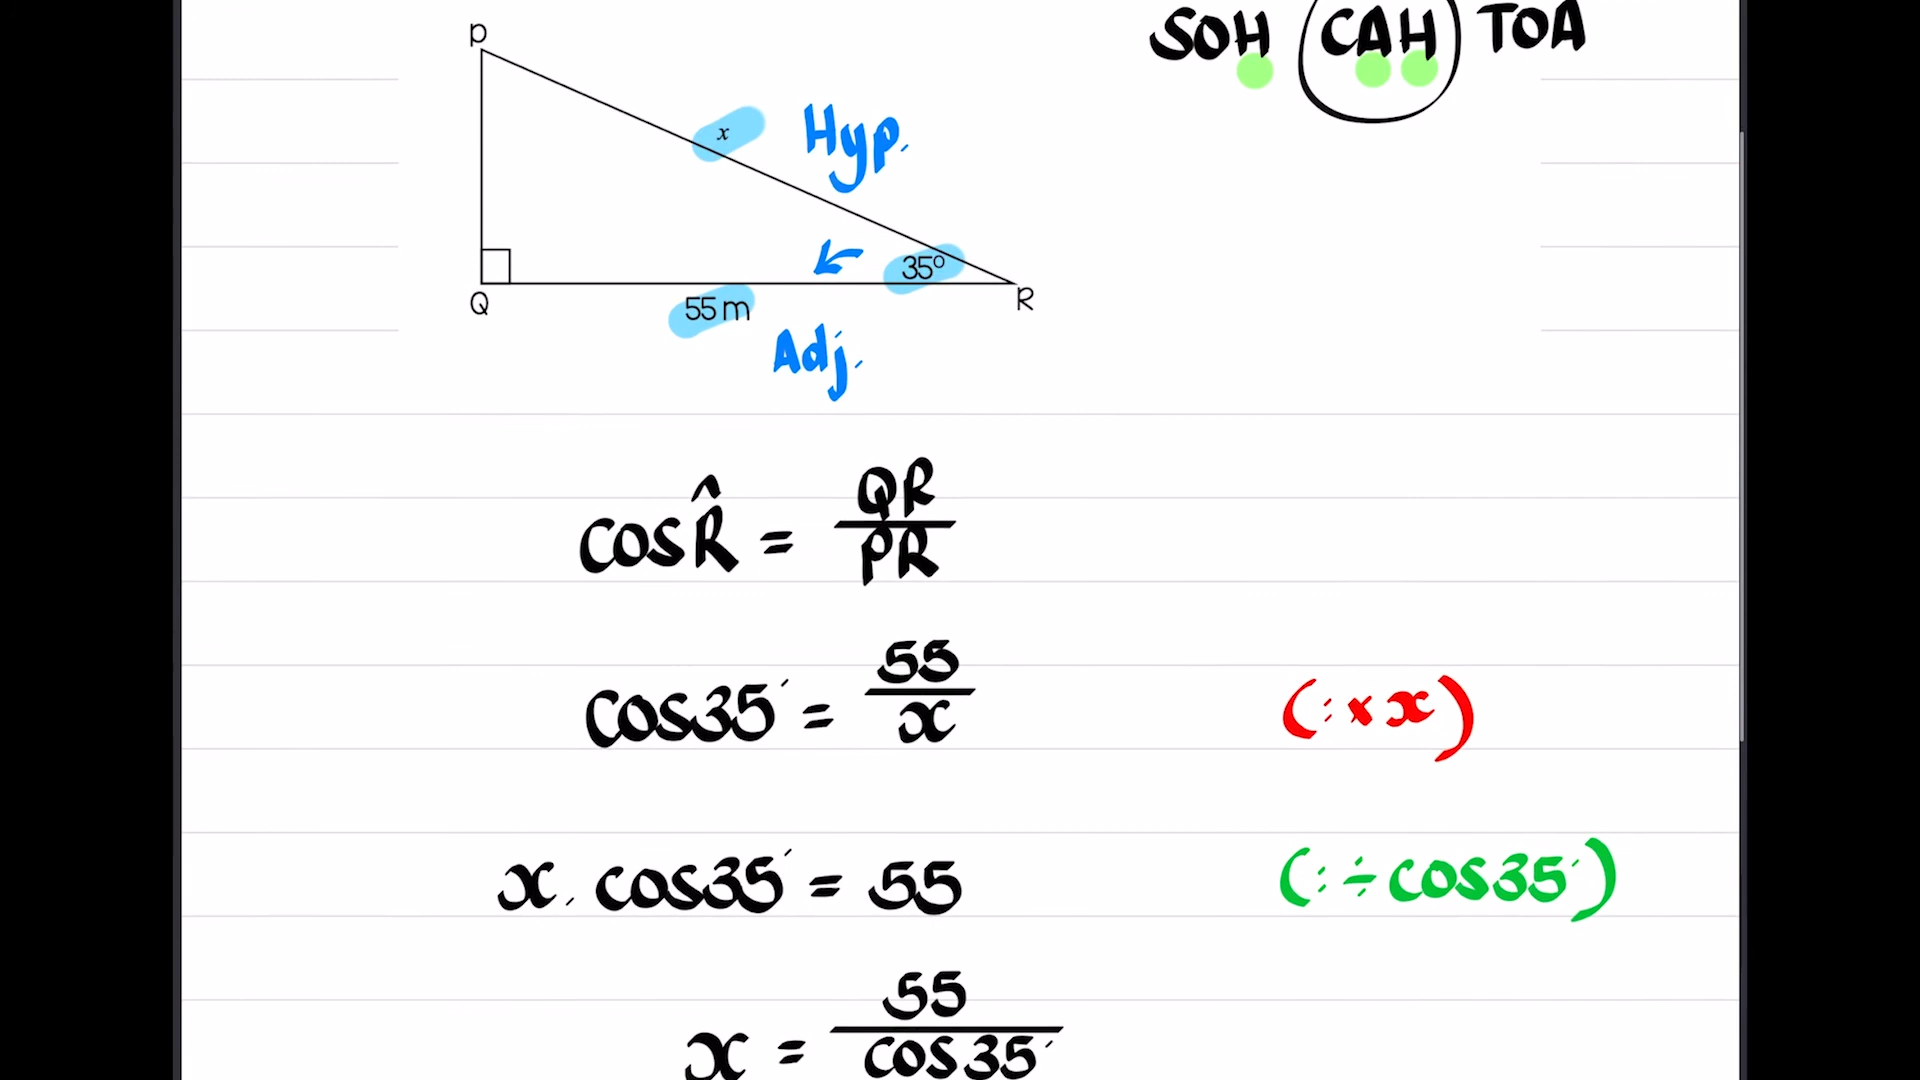 SOH CAH TOA
P
x Hyp.
35°
Q 55 m R
Adj.
cos R̂ = QR/PR
cos35° = 55/x (: × x)
x . cos35° = 55 (: ÷ cos35°)
x = 55/cos35°